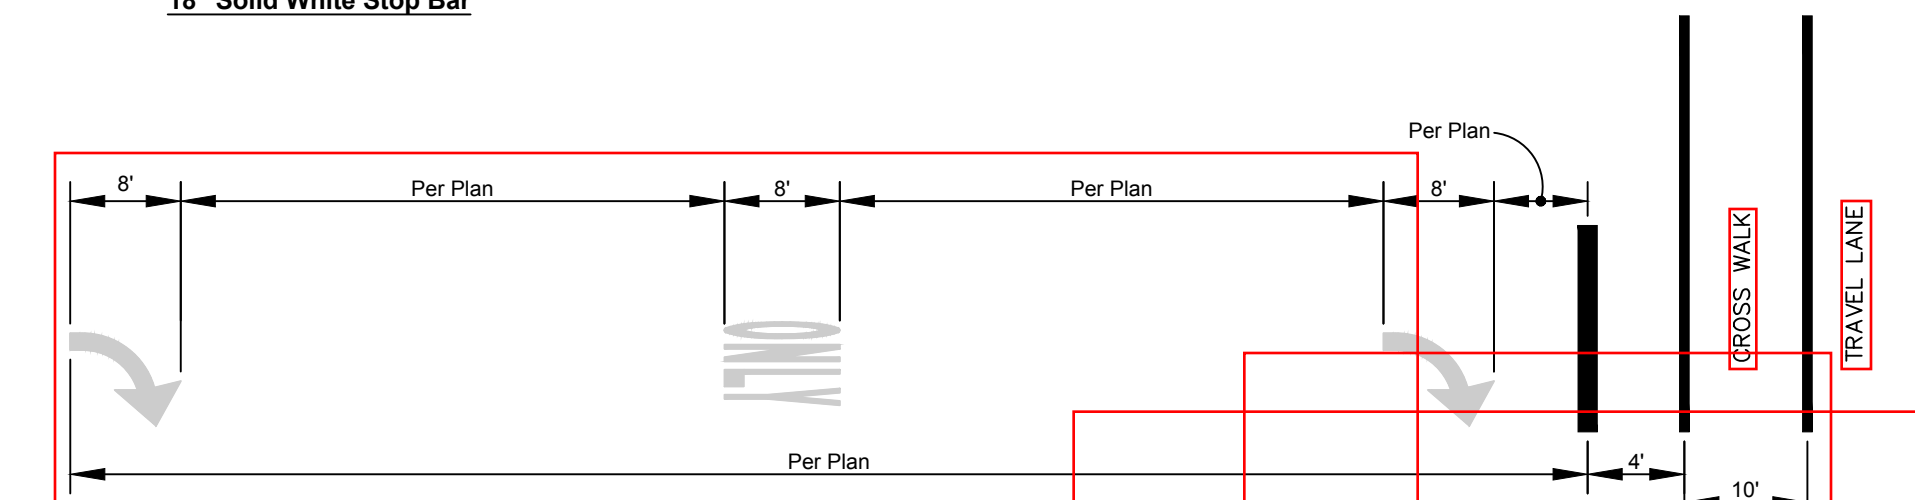 18" Solid White Stop Bar
Per Plan
8'
Per Plan
8'
Per Plan
8'
CROSS WALK
TRAVEL LANE
ONLY
Per Plan
4'
10'